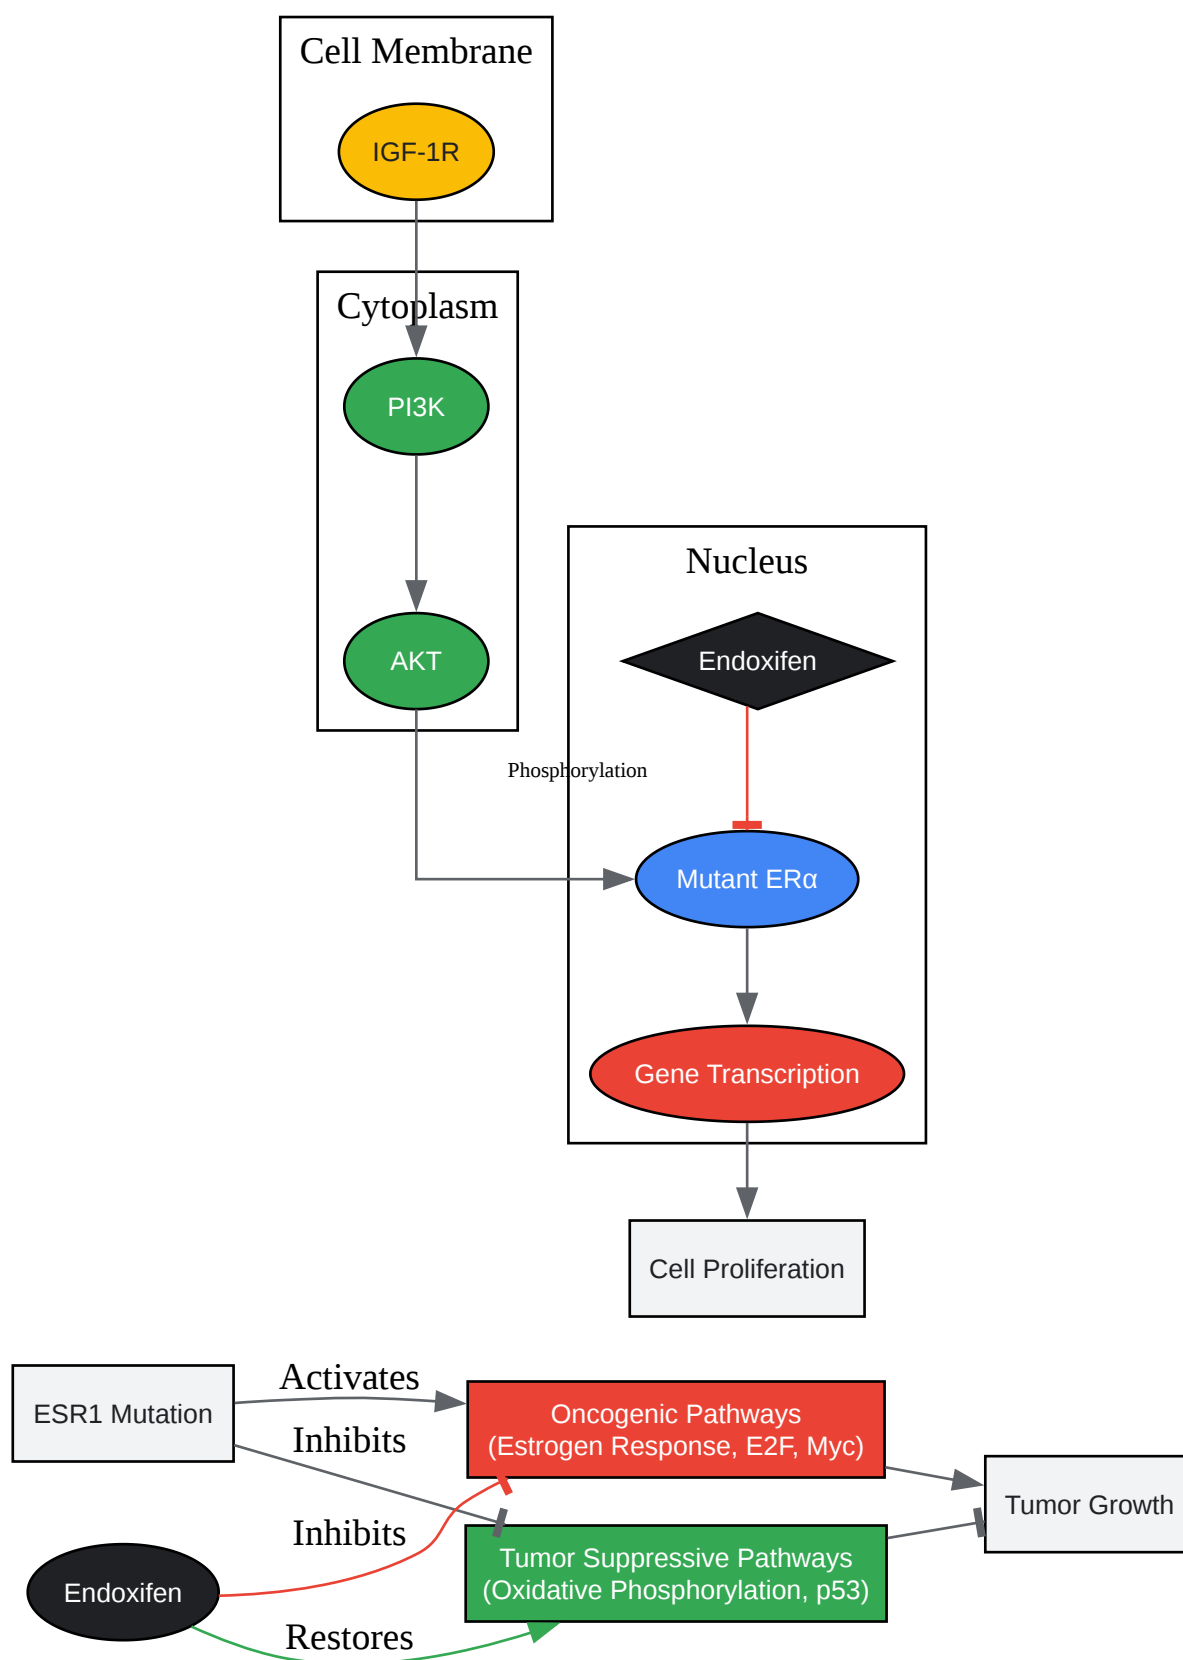 Cell Membrane
IGF-1R
Cytoplasm
PI3K
AKT
Nucleus
Endoxifen
Phosphorylation
Mutant ERα
Gene Transcription
Cell Proliferation
ESR1 Mutation
Activates
Inhibits
Oncogenic Pathways
(Estrogen Response, E2F, Myc)
Tumor Growth
Inhibits
Tumor Suppressive Pathways
(Oxidative Phosphorylation, p53)
Endoxifen
Restores